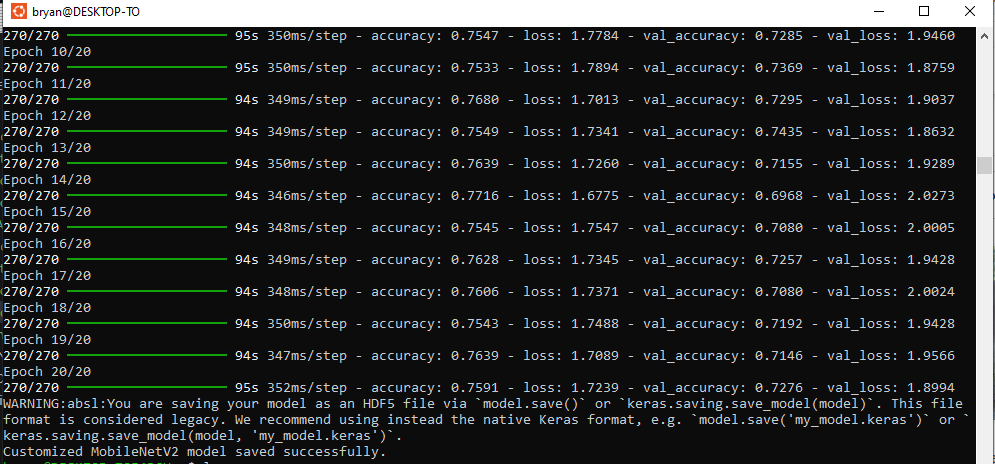 bryan@DESKTOP-TO
270/270 95s 350ms/step - accuracy: 0.7547 - loss: 1.7784 - val_accuracy: 0.7285 - val_loss: 1.9460
Epoch 10/20
270/270 95s 350ms/step - accuracy: 0.7533 - loss: 1.7894 - val_accuracy: 0.7369 - val_loss: 1.8759
Epoch 11/20
270/270 94s 349ms/step - accuracy: 0.7680 - loss: 1.7013 - val_accuracy: 0.7295 - val_loss: 1.9037
Epoch 12/20
270/270 94s 349ms/step - accuracy: 0.7549 - loss: 1.7341 - val_accuracy: 0.7435 - val_loss: 1.8632
Epoch 13/20
270/270 94s 350ms/step - accuracy: 0.7639 - loss: 1.7260 - val_accuracy: 0.7155 - val_loss: 1.9289
Epoch 14/20
270/270 94s 346ms/step - accuracy: 0.7716 - loss: 1.6775 - val_accuracy: 0.6968 - val_loss: 2.0273
Epoch 15/20
270/270 94s 348ms/step - accuracy: 0.7545 - loss: 1.7547 - val_accuracy: 0.7080 - val_loss: 2.0005
Epoch 16/20
270/270 94s 349ms/step - accuracy: 0.7628 - loss: 1.7345 - val_accuracy: 0.7257 - val_loss: 1.9428
Epoch 17/20
270/270 94s 348ms/step - accuracy: 0.7606 - loss: 1.7371 - val_accuracy: 0.7080 - val_loss: 2.0024
Epoch 18/20
270/270 94s 350ms/step - accuracy: 0.7543 - loss: 1.7488 - val_accuracy: 0.7192 - val_loss: 1.9428
Epoch 19/20
270/270 94s 347ms/step - accuracy: 0.7639 - loss: 1.7089 - val_accuracy: 0.7146 - val_loss: 1.9566
Epoch 20/20
270/270 95s 352ms/step - accuracy: 0.7591 - loss: 1.7239 - val_accuracy: 0.7276 - val_loss: 1.8994
WARNING:absl:You are saving your model as an HDF5 file via `model.save()` or `keras.saving.save_model(model)`. This file
format is considered legacy. We recommend using instead the native Keras format, e.g. `model.save('my_model.keras')` or `
keras.saving.save_model(model, 'my_model.keras')`.
Customized MobileNetV2 model saved successfully.